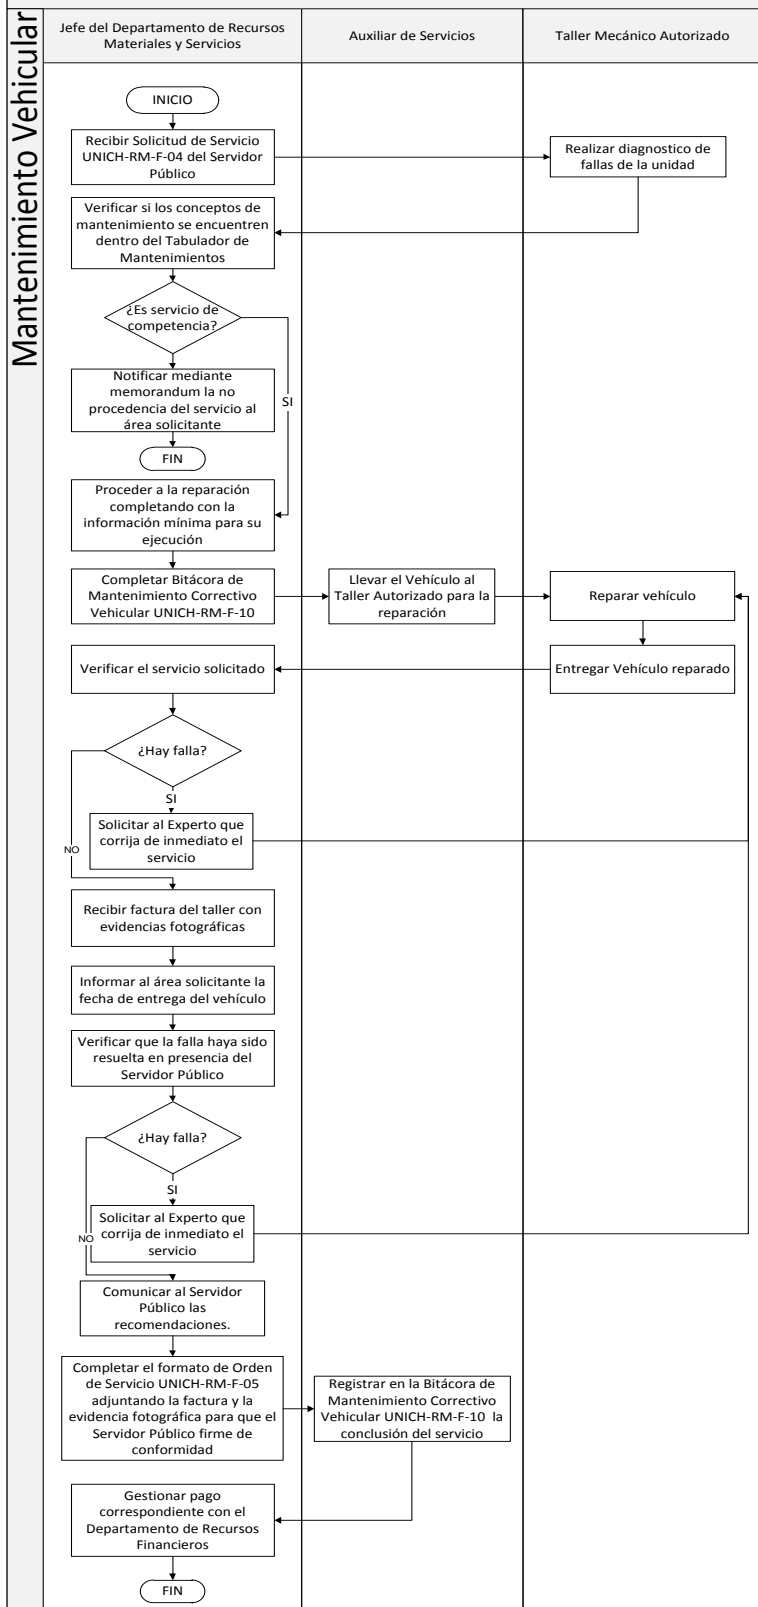 Mantenimiento Vehicular
Jefe del Departamento de Recursos
Materiales y Servicios
Auxiliar de Servicios
Taller Mecánico Autorizado
INICIO
Recibir Solicitud de Servicio
UNICH-RM-F-04 del Servidor
Público
Realizar diagnostico de
fallas de la unidad
Verificar si los conceptos de
mantenimiento se encuentren
dentro del Tabulador de
Mantenimientos
¿Es servicio de
competencia?
Notificar mediante
memorandum la no
procedencia del servicio al
área solicitante
SI
FIN
Proceder a la reparación
completando con la
información mínima para su
ejecución
Completar Bitácora de
Mantenimiento Correctivo
Vehicular UNICH-RM-F-10
Llevar el Vehículo al
Taller Autorizado para la
reparación
Reparar vehículo
Verificar el servicio solicitado
Entregar Vehículo reparado
¿Hay falla?
SI
Solicitar al Experto que
corrija de inmediato el
servicio
NO
Recibir factura del taller con
evidencias fotográficas
Informar al área solicitante la
fecha de entrega del vehículo
Verificar que la falla haya sido
resuelta en presencia del
Servidor Público
¿Hay falla?
SI
Solicitar al Experto que
corrija de inmediato el
servicio
NO
Comunicar al Servidor
Público las
recomendaciones.
Completar el formato de Orden
de Servicio UNICH-RM-F-05
adjuntando la factura y la
evidencia fotográfica para que el
Servidor Público firme de
conformidad
Registrar en la Bitácora de
Mantenimiento Correctivo
Vehicular UNICH-RM-F-10 la
conclusión del servicio
Gestionar pago
correspondiente con el
Departamento de Recursos
Financieros
FIN